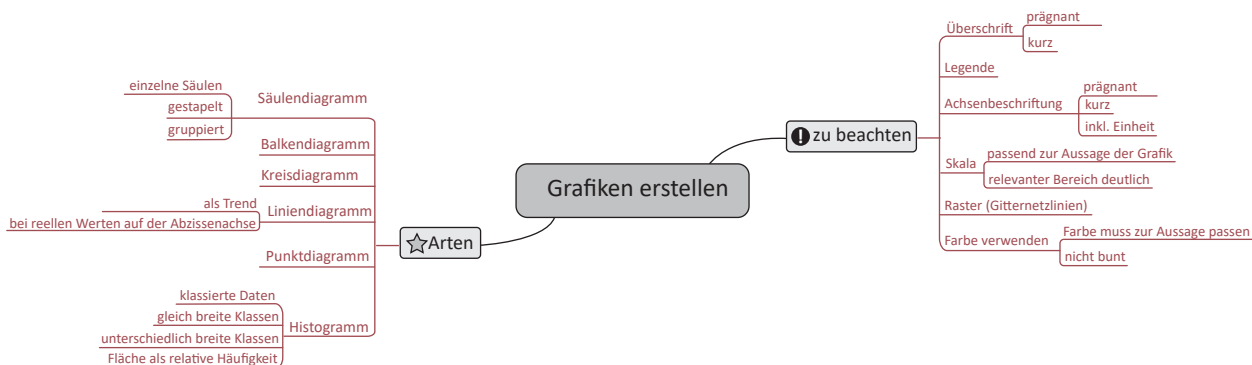 Grafiken erstellen
zu beachten
Überschrift
prägnant
kurz
Legende
Achsenbeschriftung
prägnant
kurz
inkl. Einheit
Skala
passend zur Aussage der Grafik
relevanter Bereich deutlich
Raster (Gitternetzlinien)
Farbe verwenden
Farbe muss zur Aussage passen
nicht bunt
Arten
Säulendiagramm
einzelne Säulen
gestapelt
gruppiert
Balkendiagramm
Kreisdiagramm
Liniendiagramm
als Trend
bei reellen Werten auf der Abzissenachse
Punktdiagramm
Histogramm
klassierte Daten
gleich breite Klassen
unterschiedlich breite Klassen
Fläche als relative Häufigkeit